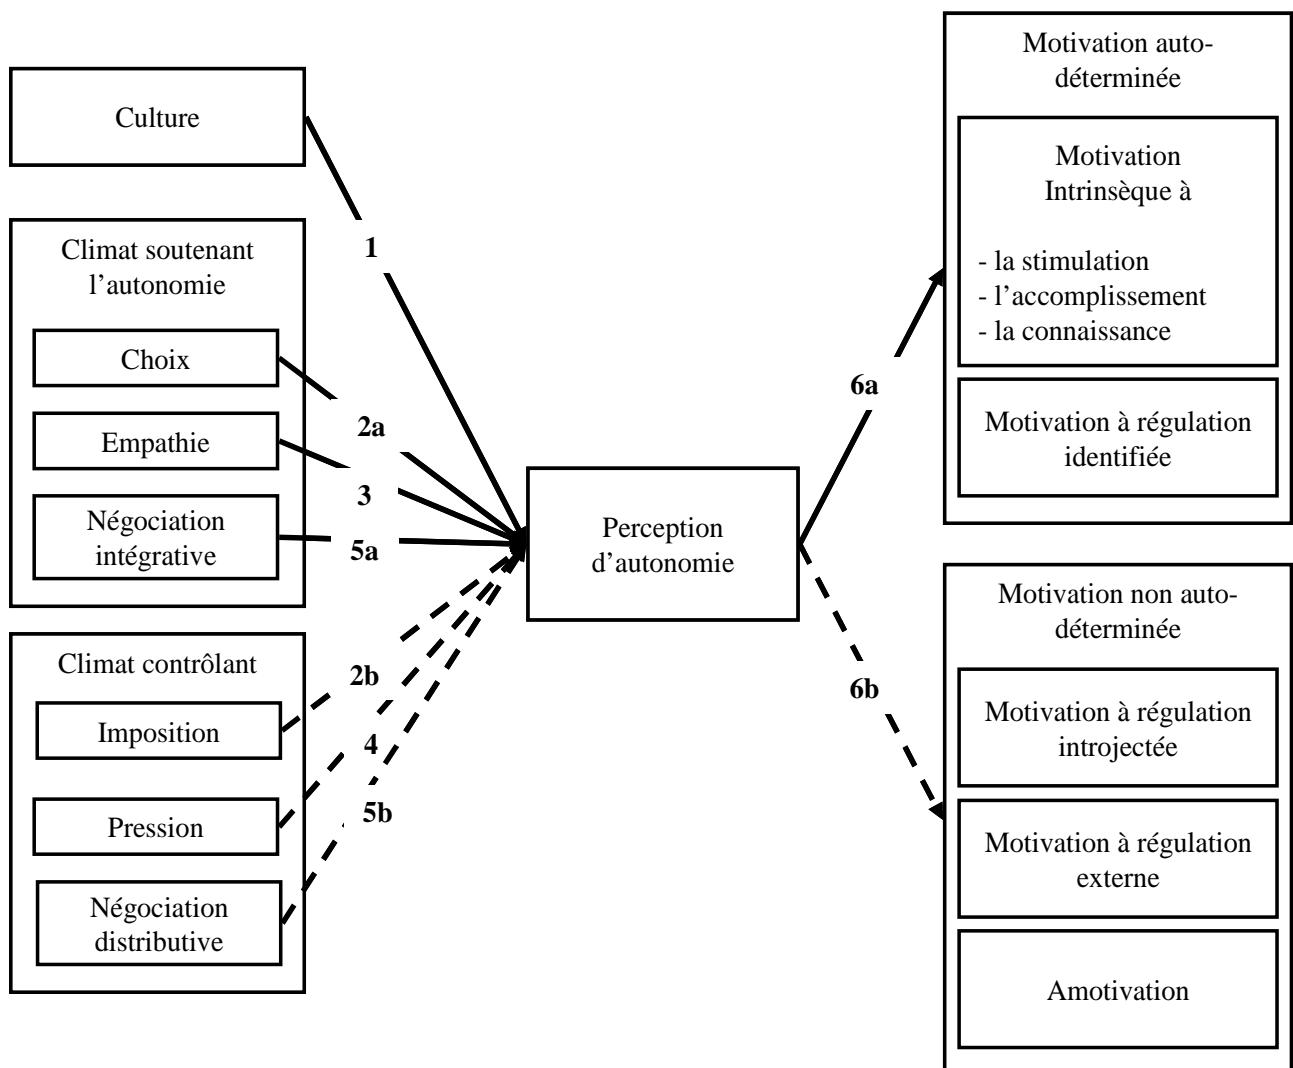 Culture
Climat soutenant
l’autonomie
Choix
Empathie
Négociation
intégrative
Climat contrôlant
Imposition
Pression
Négociation
distributive
1
2a
3
5a
2b
4
5b
Perception
d’autonomie
6a
6b
Motivation auto-
déterminée
Motivation
Intrinsèque à
- la stimulation
- l’accomplissement
- la connaissance
Motivation à régulation
identifiée
Motivation non auto-
déterminée
Motivation à régulation
introjectée
Motivation à régulation
externe
Amotivation